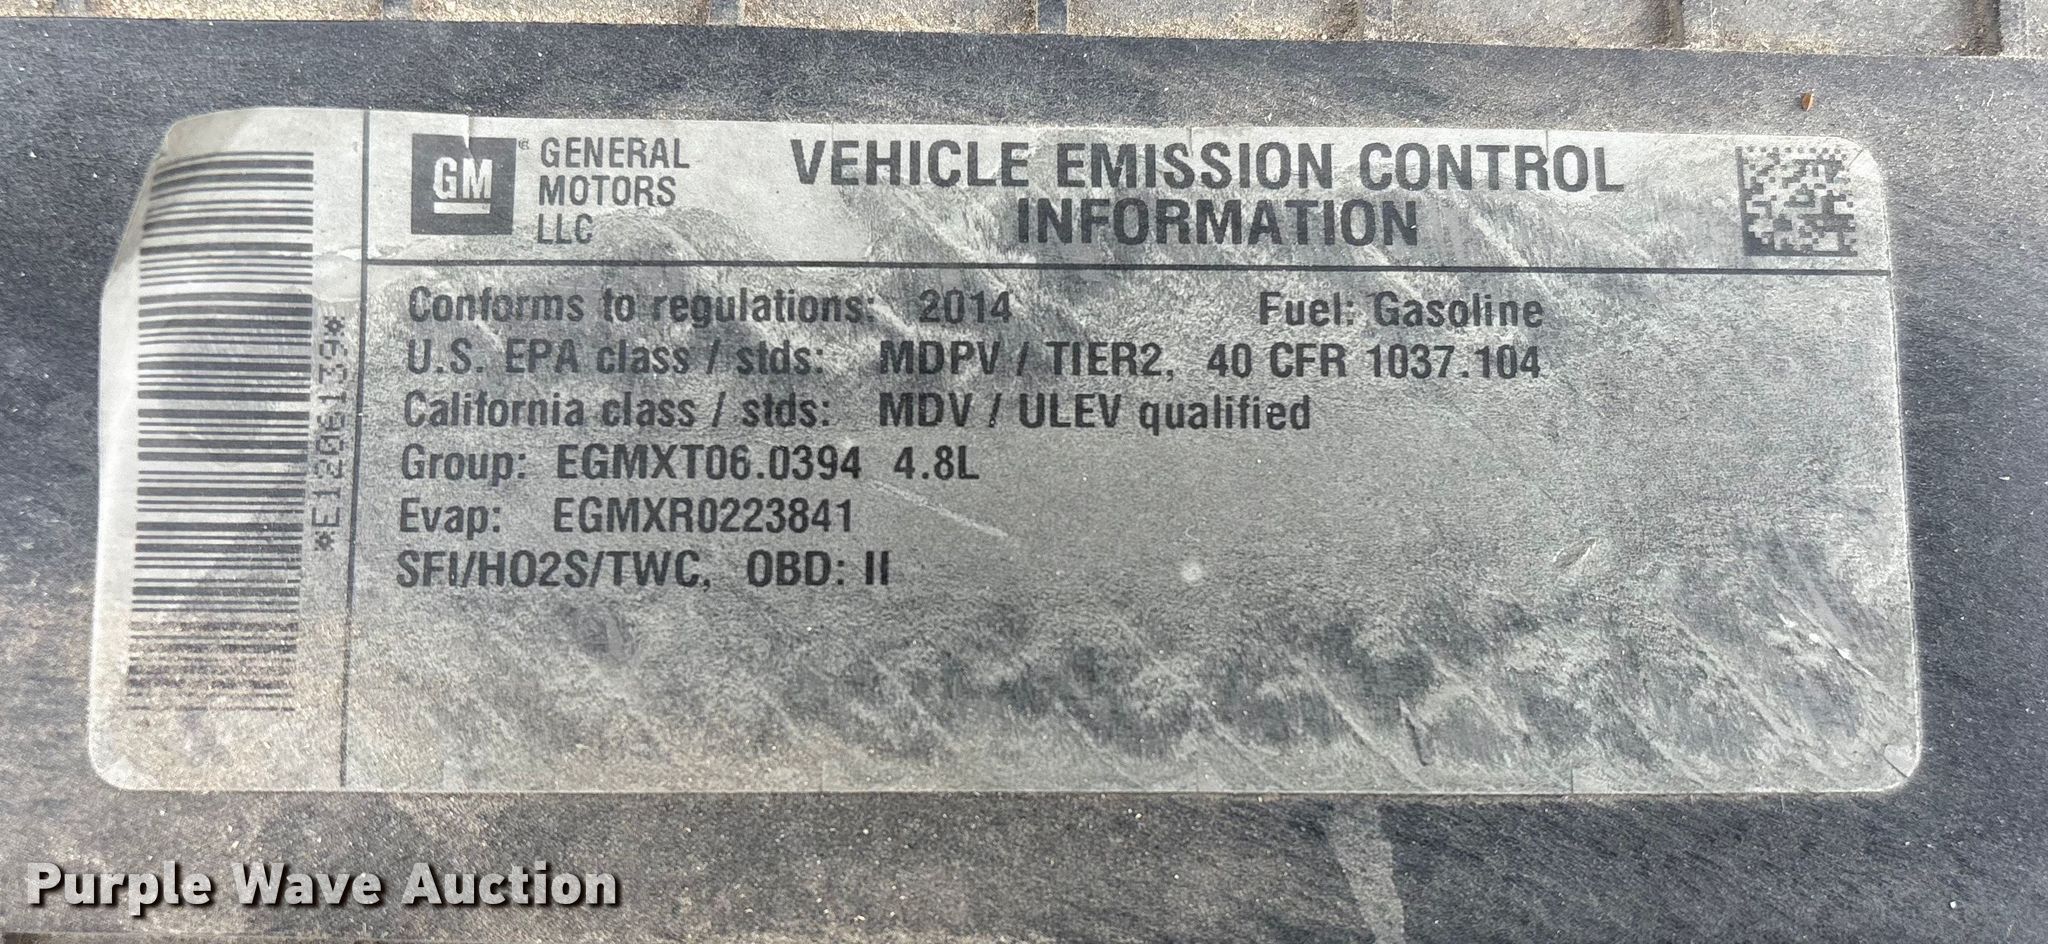 GM
GENERAL
MOTORS
LLC
VEHICLE EMISSION CONTROL
INFORMATION
*E1206139*
Conforms to regulations: 2014 Fuel: Gasoline
U.S. EPA class / stds: MDPV / TIER2, 40 CFR 1037.104
California class / stds: MDV / ULEV qualified
Group: EGMXT06.0394 4.8L
Evap: EGMXR0223841
SFI/HO2S/TWC, OBD: II
Purple Wave Auction